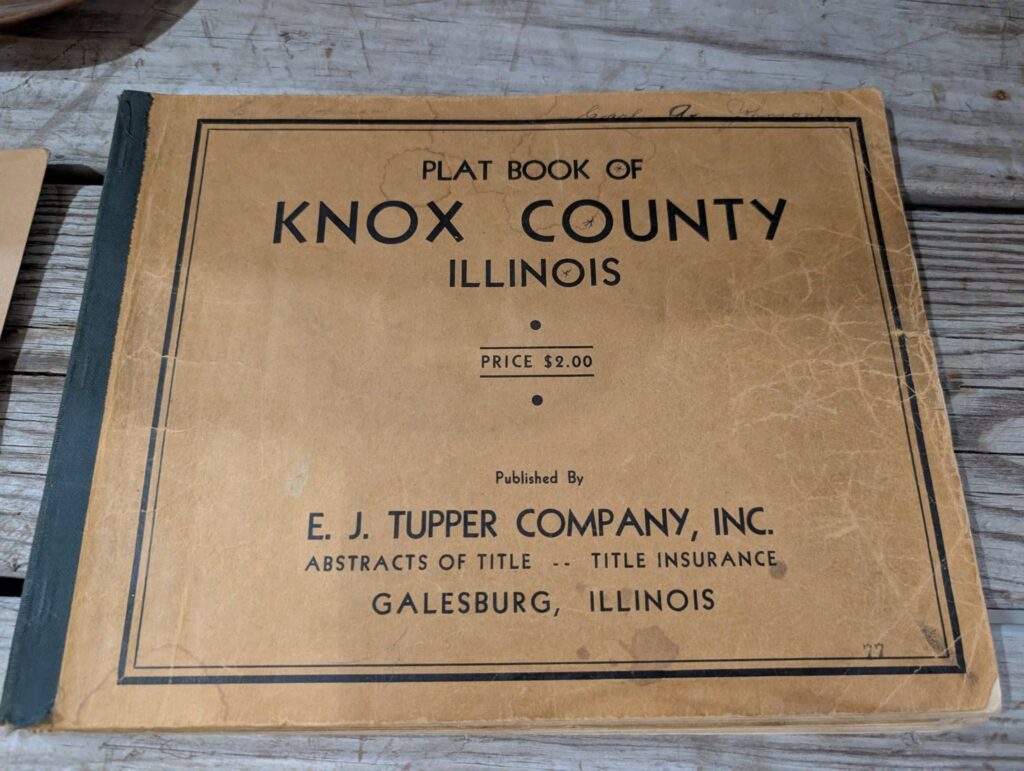 PLAT BOOK OF
KNOX COUNTY
ILLINOIS
PRICE $2.00
Published By
E. J. TUPPER COMPANY, INC.
ABSTRACTS OF TITLE -- TITLE INSURANCE
GALESBURG, ILLINOIS
77